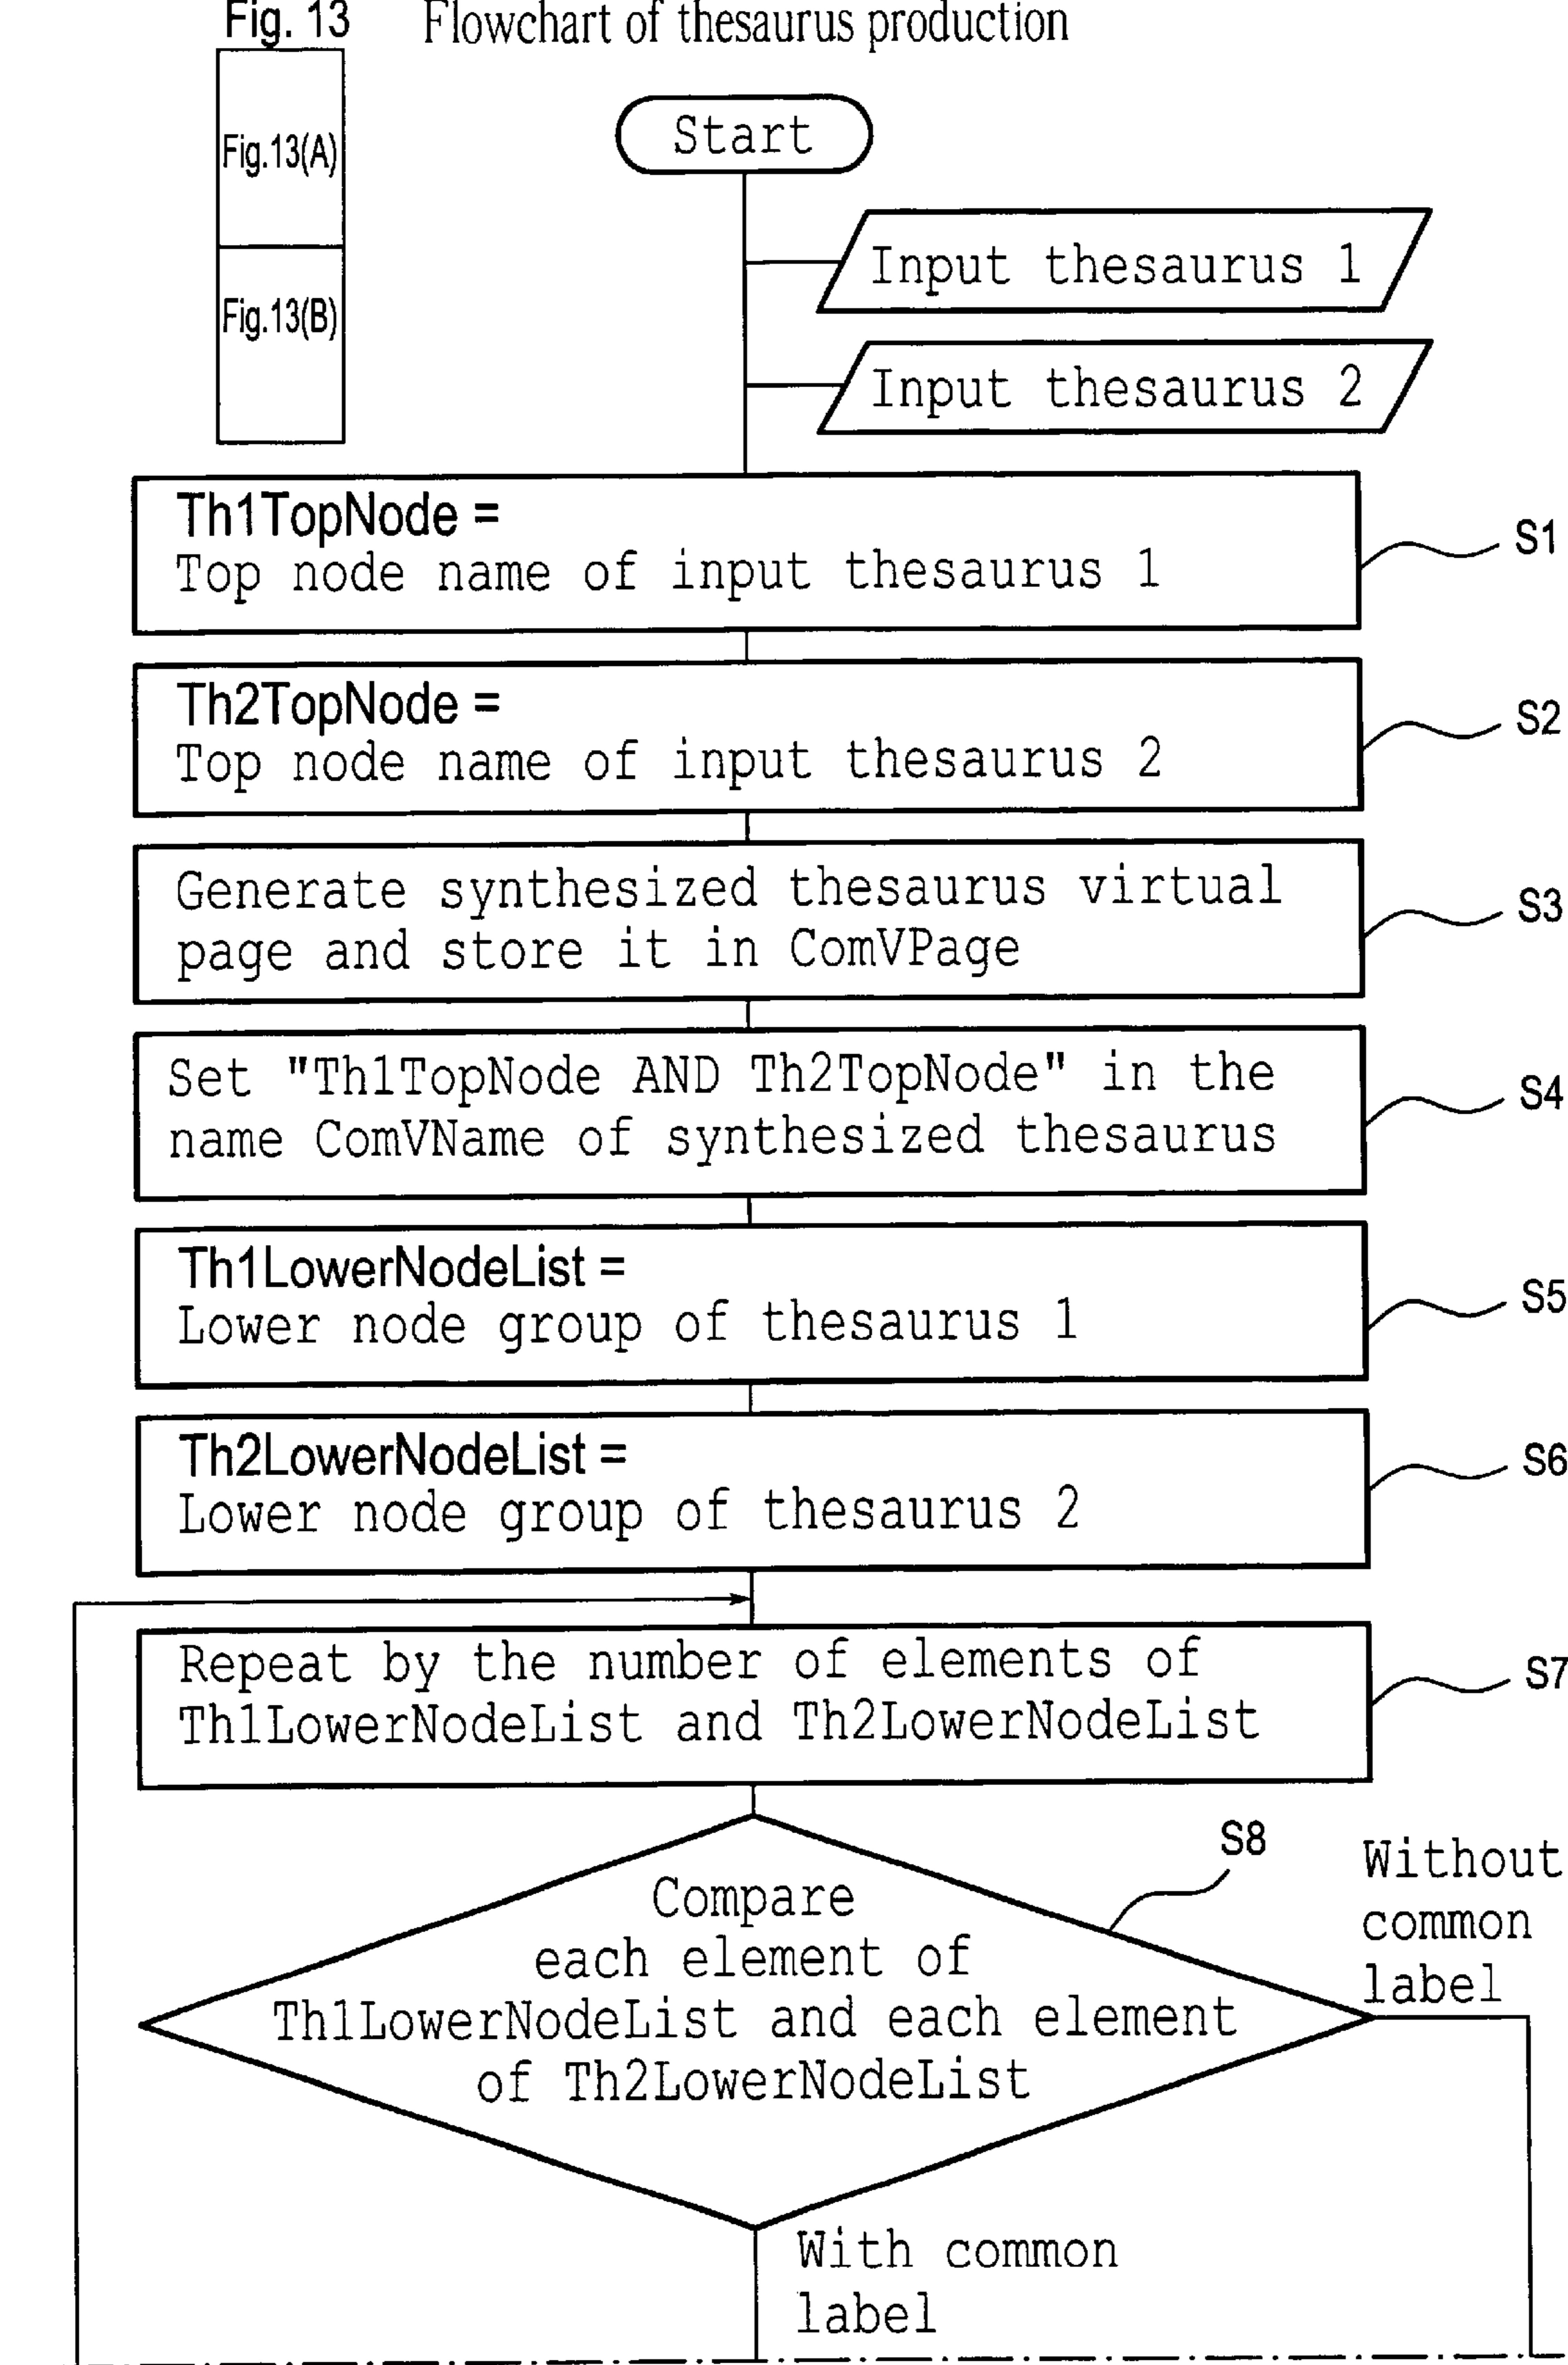 Fig. 13
Flowchart of thesaurus production
Fig.13(A)
Fig.13(B)
Start
Input thesaurus 1
Input thesaurus 2
Th1TopNode =
Top node name of input thesaurus 1
S1
Th2TopNode =
Top node name of input thesaurus 2
S2
Generate synthesized thesaurus virtual
page and store it in ComVPage
S3
Set "Th1TopNode AND Th2TopNode" in the
name ComVName of synthesized thesaurus
S4
Th1LowerNodeList =
Lower node group of thesaurus 1
S5
Th2LowerNodeList =
Lower node group of thesaurus 2
S6
Repeat by the number of elements of
Th1LowerNodeList and Th2LowerNodeList
S7
S8
Compare
each element of
Th1LowerNodeList and each element
of Th2LowerNodeList
Without
common
label
With common
label